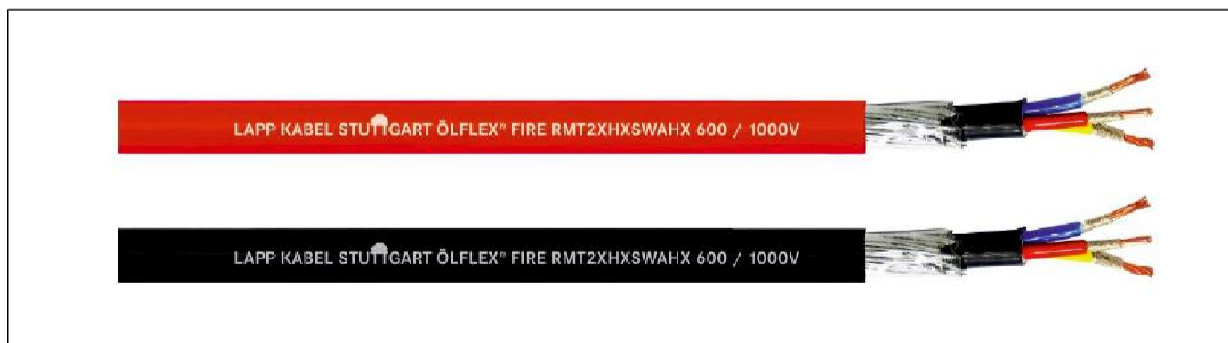 LAPP KABEL STUTTGART ÖLFLEX® FIRE RMT2XHXSWAHX 600 / 1000V
LAPP KABEL STUTTGART ÖLFLEX® FIRE RMT2XHXSWAHX 600 / 1000V